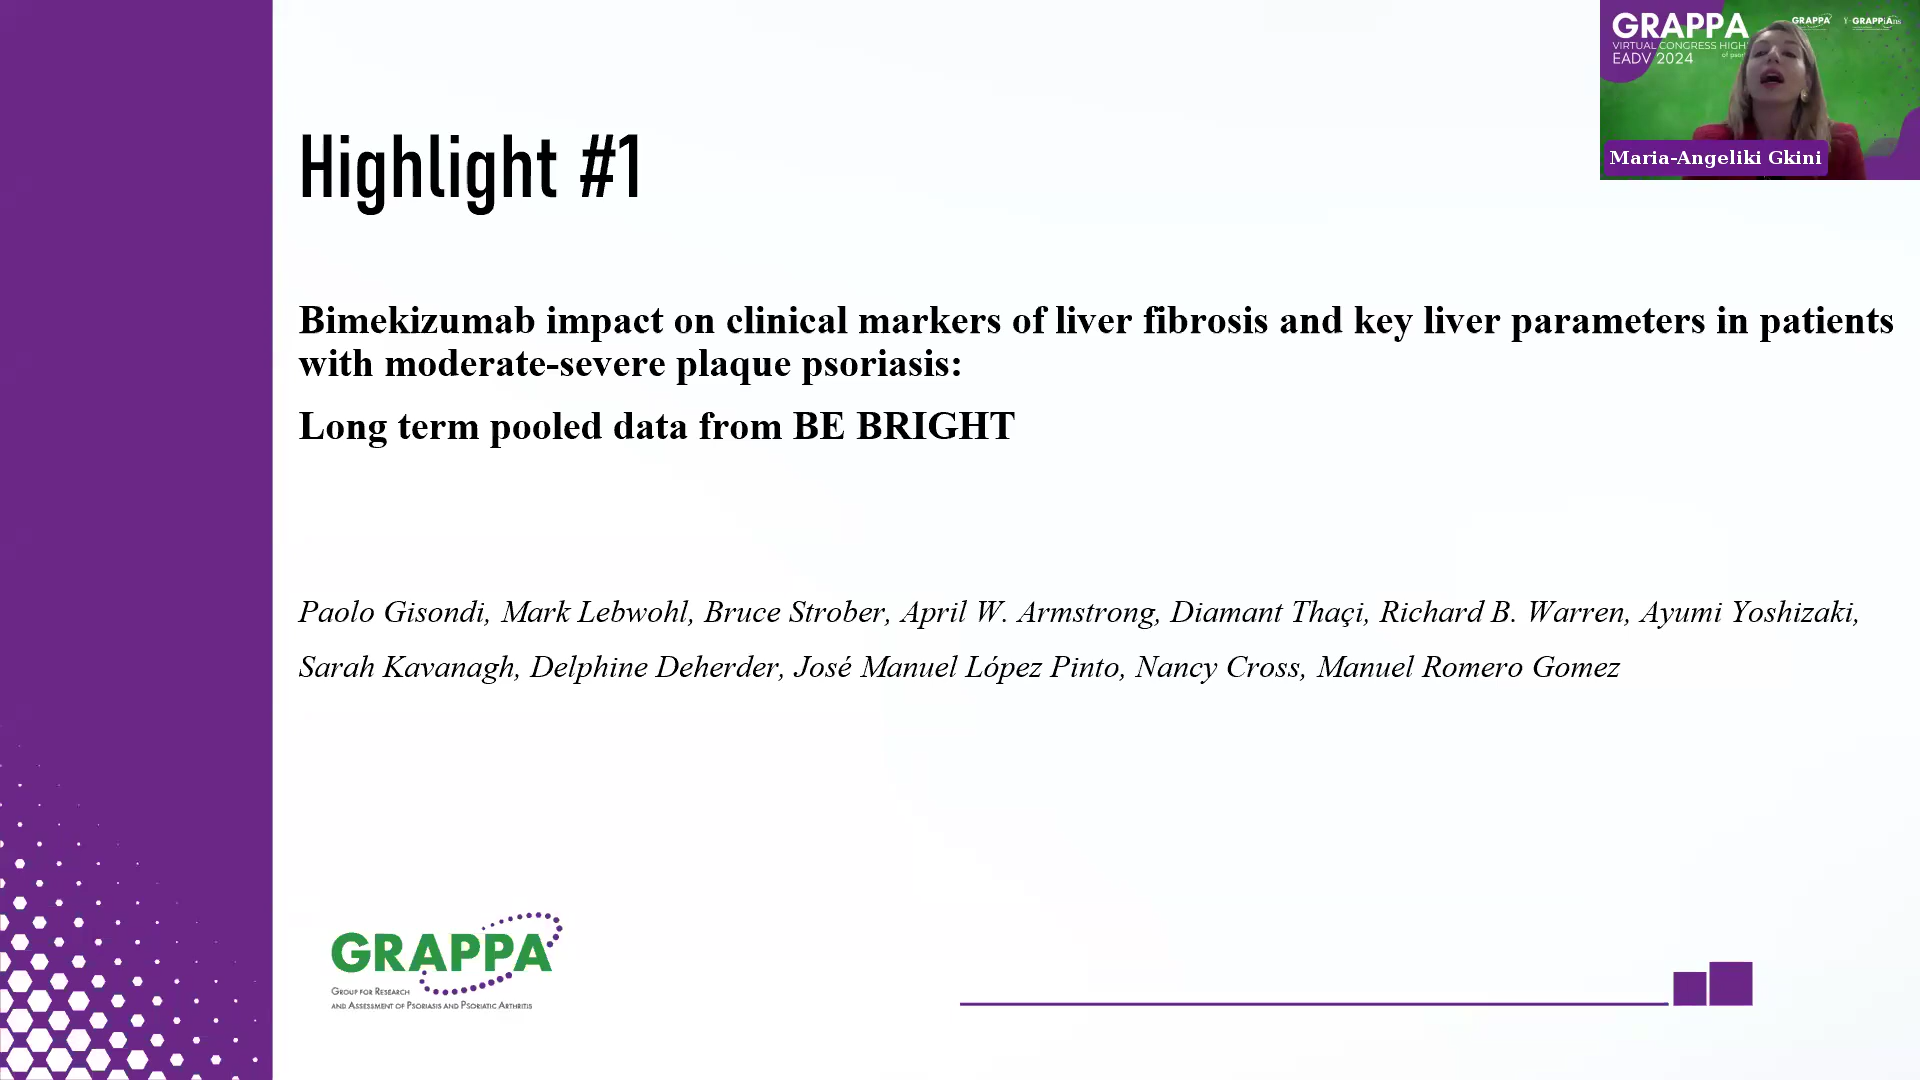 Highlight #1
Bimekizumab impact on clinical markers of liver fibrosis and key liver parameters in patients
with moderate-severe plaque psoriasis:
Long term pooled data from BE BRIGHT
Paolo Gisondi, Mark Lebwohl, Bruce Strober, April W. Armstrong, Diamant Thaçi, Richard B. Warren, Ayumi Yoshizaki,
Sarah Kavanagh, Delphine Deherder, José Manuel López Pinto, Nancy Cross, Manuel Romero Gomez
GRAPPA
Group for Research
and Assessment of Psoriasis and Psoriatic Arthritis
GRAPPA
VIRTUAL CONGRESS HIGH
EADV 2024
GRAPPA
Maria-Angeliki Gkini